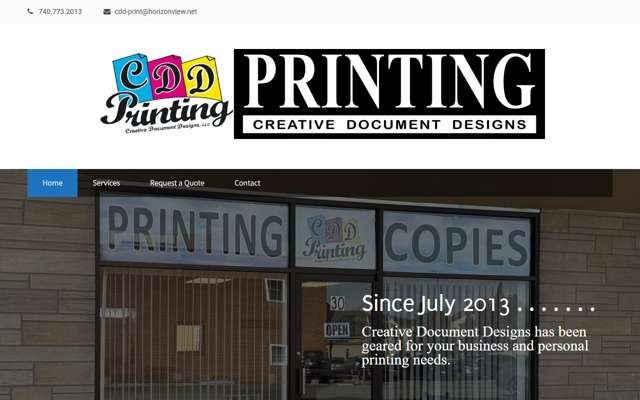 740.773.2013 cdd-print@horizonview.net
CDD
Printing
Creative Document Designs, LLC
PRINTING
CREATIVE DOCUMENT DESIGNS
Home Services Request a Quote Contact
PRINTING
CDD
Printing
COPIES
30
OPEN
Since July 2013 . . . . . . .
Creative Document Designs has been
geared for your business and personal
printing needs.